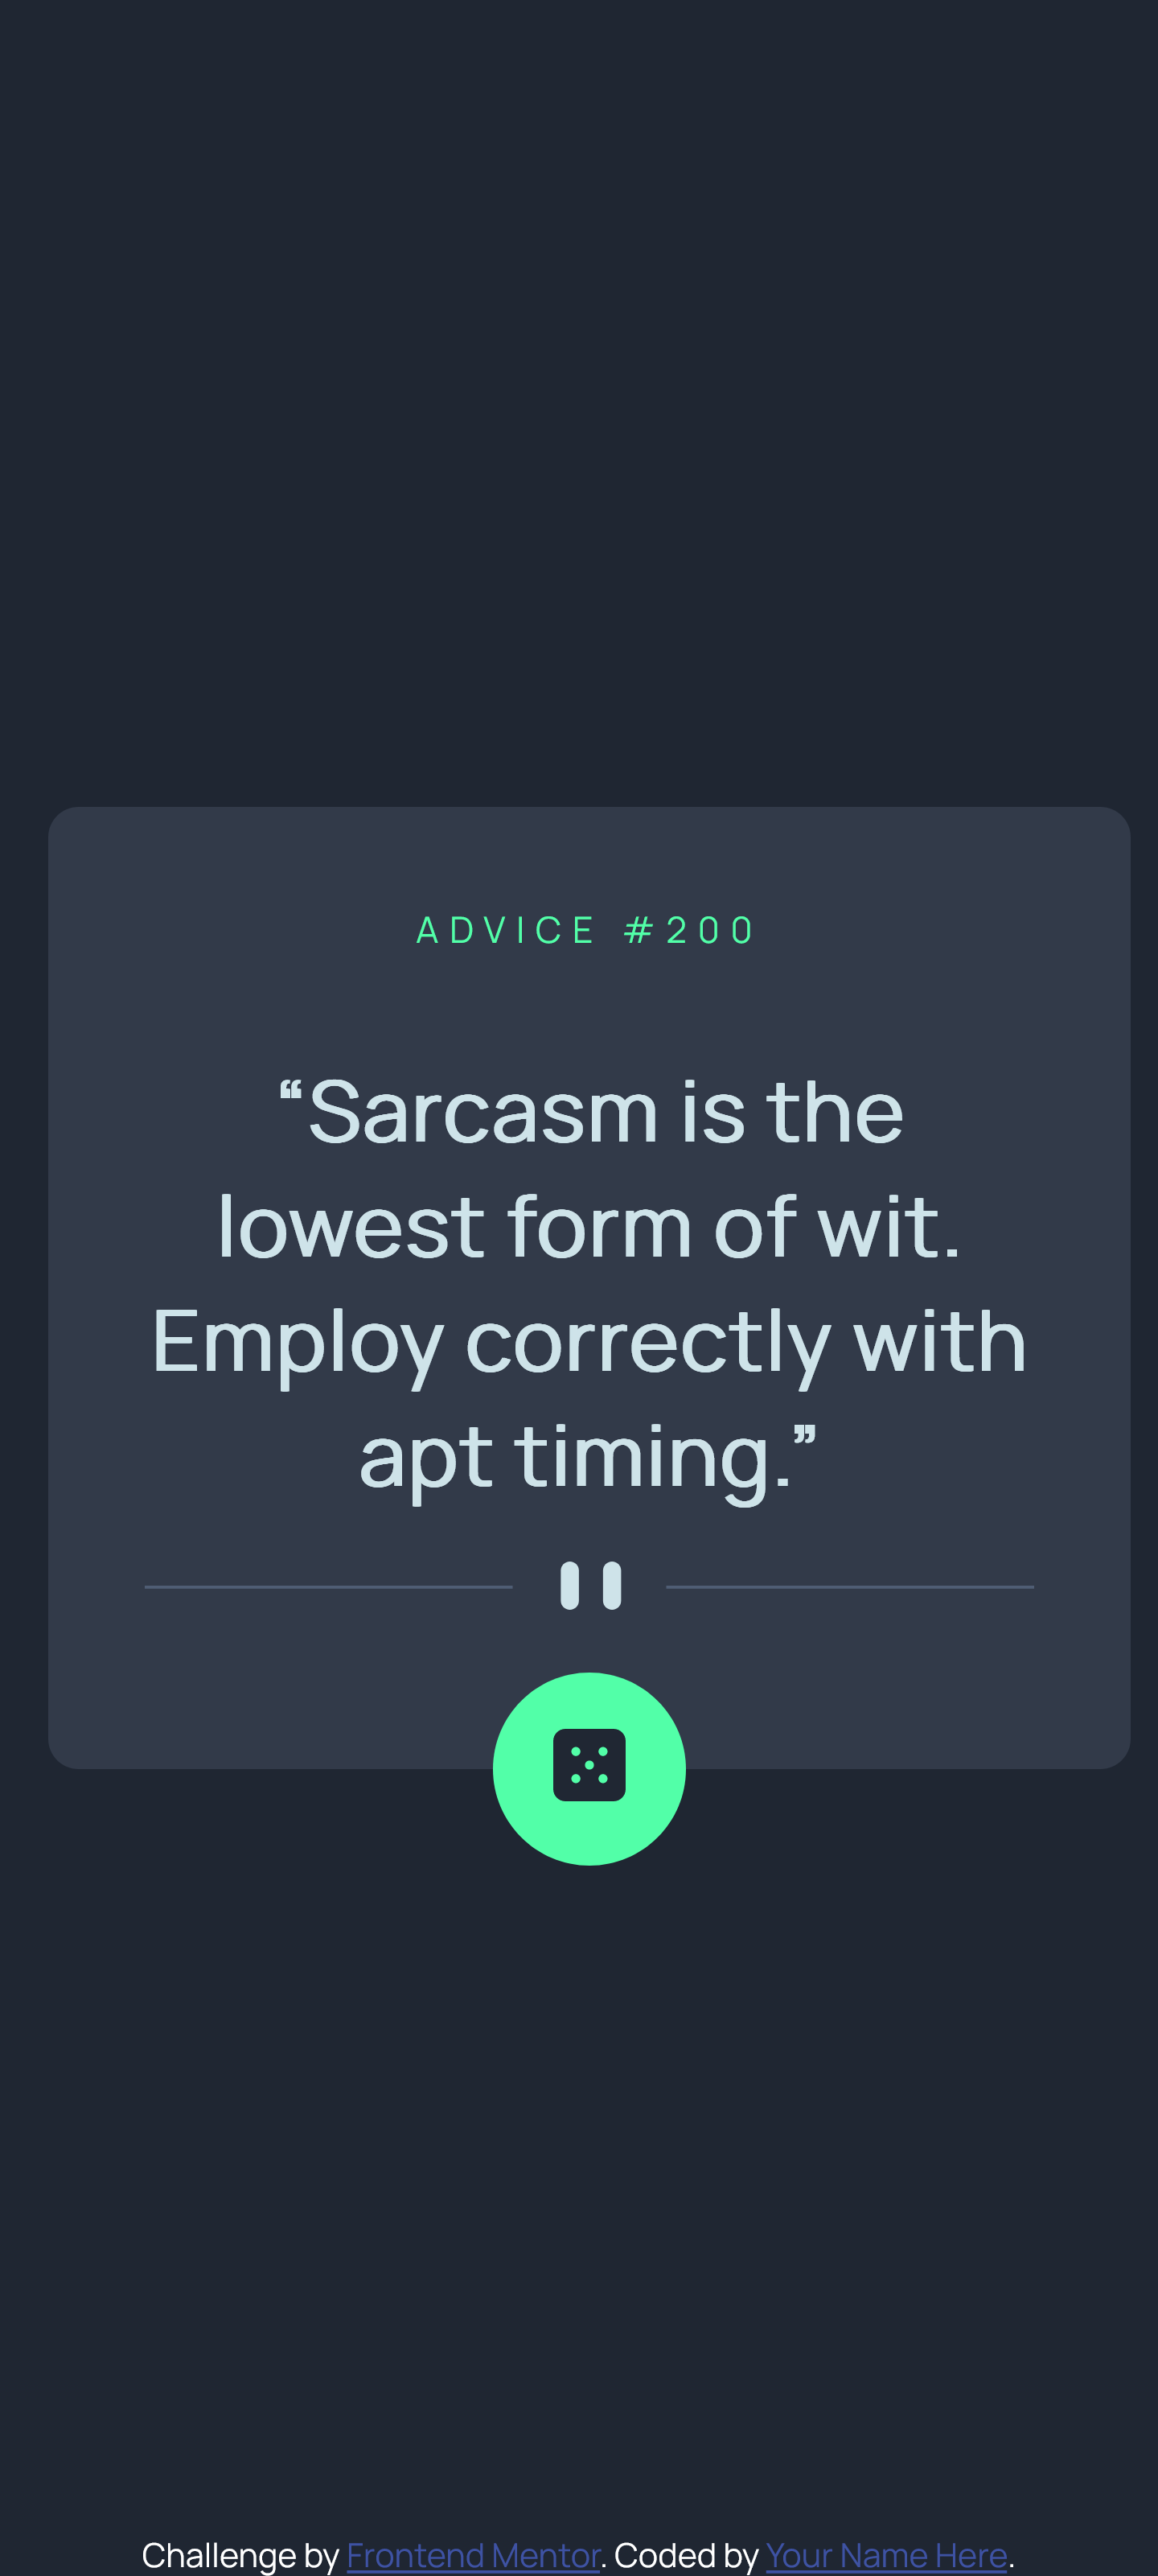 ADVICE #200
“Sarcasm is the
lowest form of wit.
Employ correctly with
apt timing.”
Challenge by Frontend Mentor. Coded by Your Name Here.